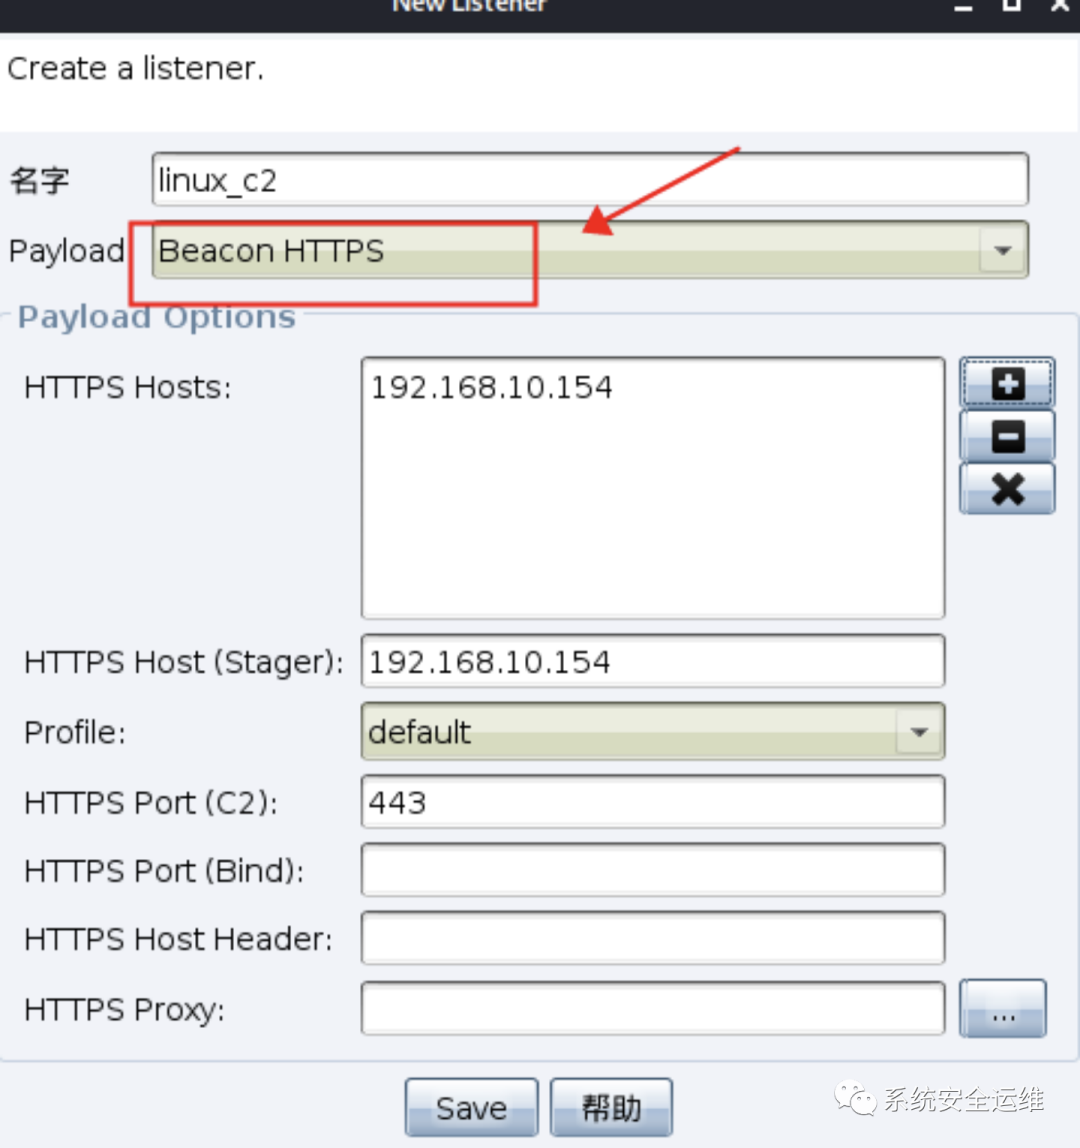 New Listener
Create a listener.
名字 linux_c2
Payload Beacon HTTPS
Payload Options
HTTPS Hosts: 192.168.10.154
HTTPS Host (Stager): 192.168.10.154
Profile: default
HTTPS Port (C2): 443
HTTPS Port (Bind):
HTTPS Host Header:
HTTPS Proxy: ...
Save 帮助
系统安全运维